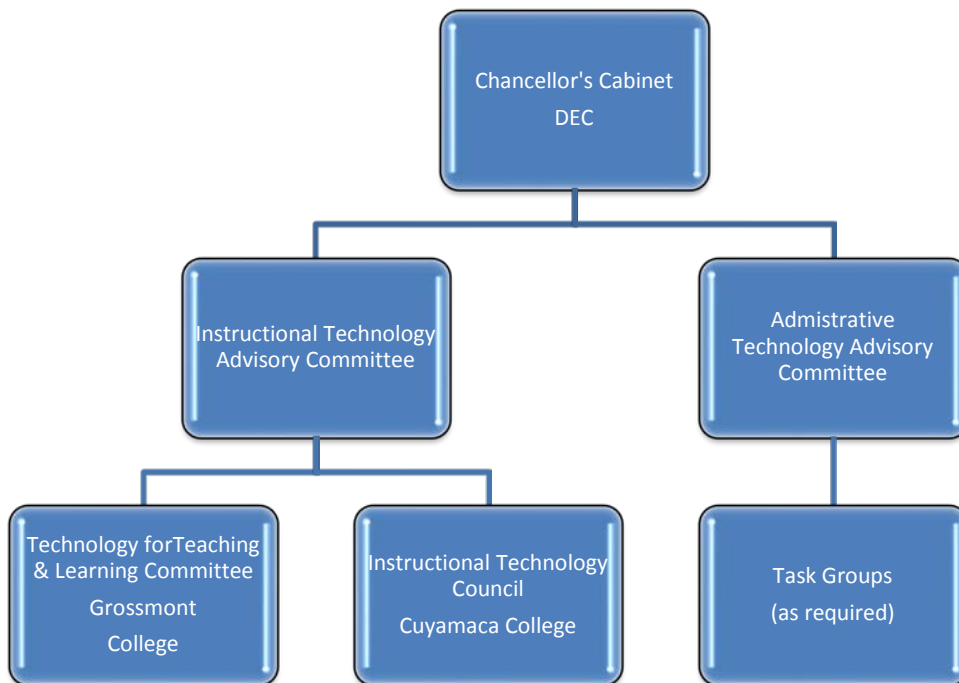 Chancellor's Cabinet
DEC
Instructional Technology
Advisory Committee
Admistrative
Technology Advisory
Committee
Technology forTeaching
& Learning Committee
Grossmont
College
Instructional Technology
Council
Cuyamaca College
Task Groups
(as required)